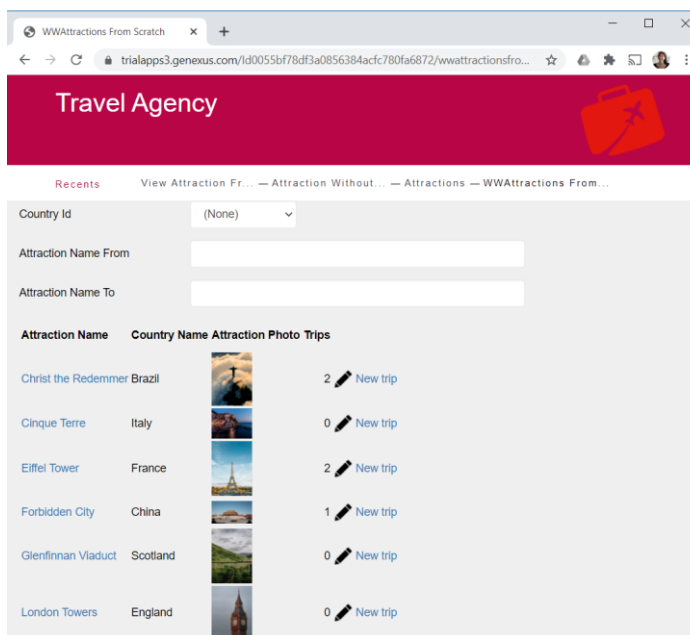 WWAttractions From Scratch
trialapps3.genexus.com/Id0055bf78df3a0856384acfc780fa6872/wwattractionsfro...
Travel Agency
Recents View Attraction Fr... — Attraction Without... — Attractions — WWAttractions From...
Country Id (None)
Attraction Name From
Attraction Name To
Attraction Name Country Name Attraction Photo Trips
Christ the Redemmer Brazil 2 New trip
Cinque Terre Italy 0 New trip
Eiffel Tower France 2 New trip
Forbidden City China 1 New trip
Glenfinnan Viaduct Scotland 0 New trip
London Towers England 0 New trip